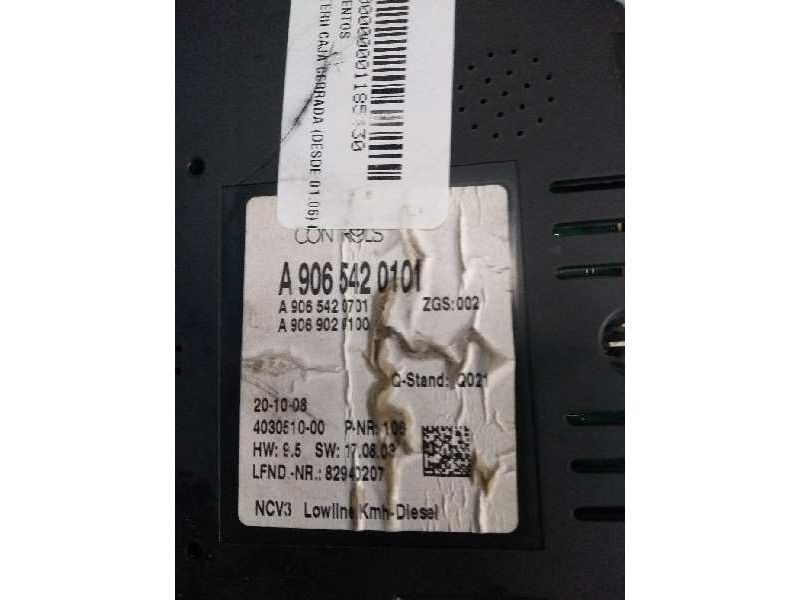 ENTOS
CAJA CERRADA (DESDE 01.06)
CONTROLS
A 906 542 0101
A 906 542 0701 ZGS: 002
A 906 902 0100
Q-Stand: Q021
20-10-08
4030510-00 P-NR: 106
HW: 9.5 SW: 17.08.03
LFND.-NR.: 82940207
NCV3 Lowline Kmh-Diesel